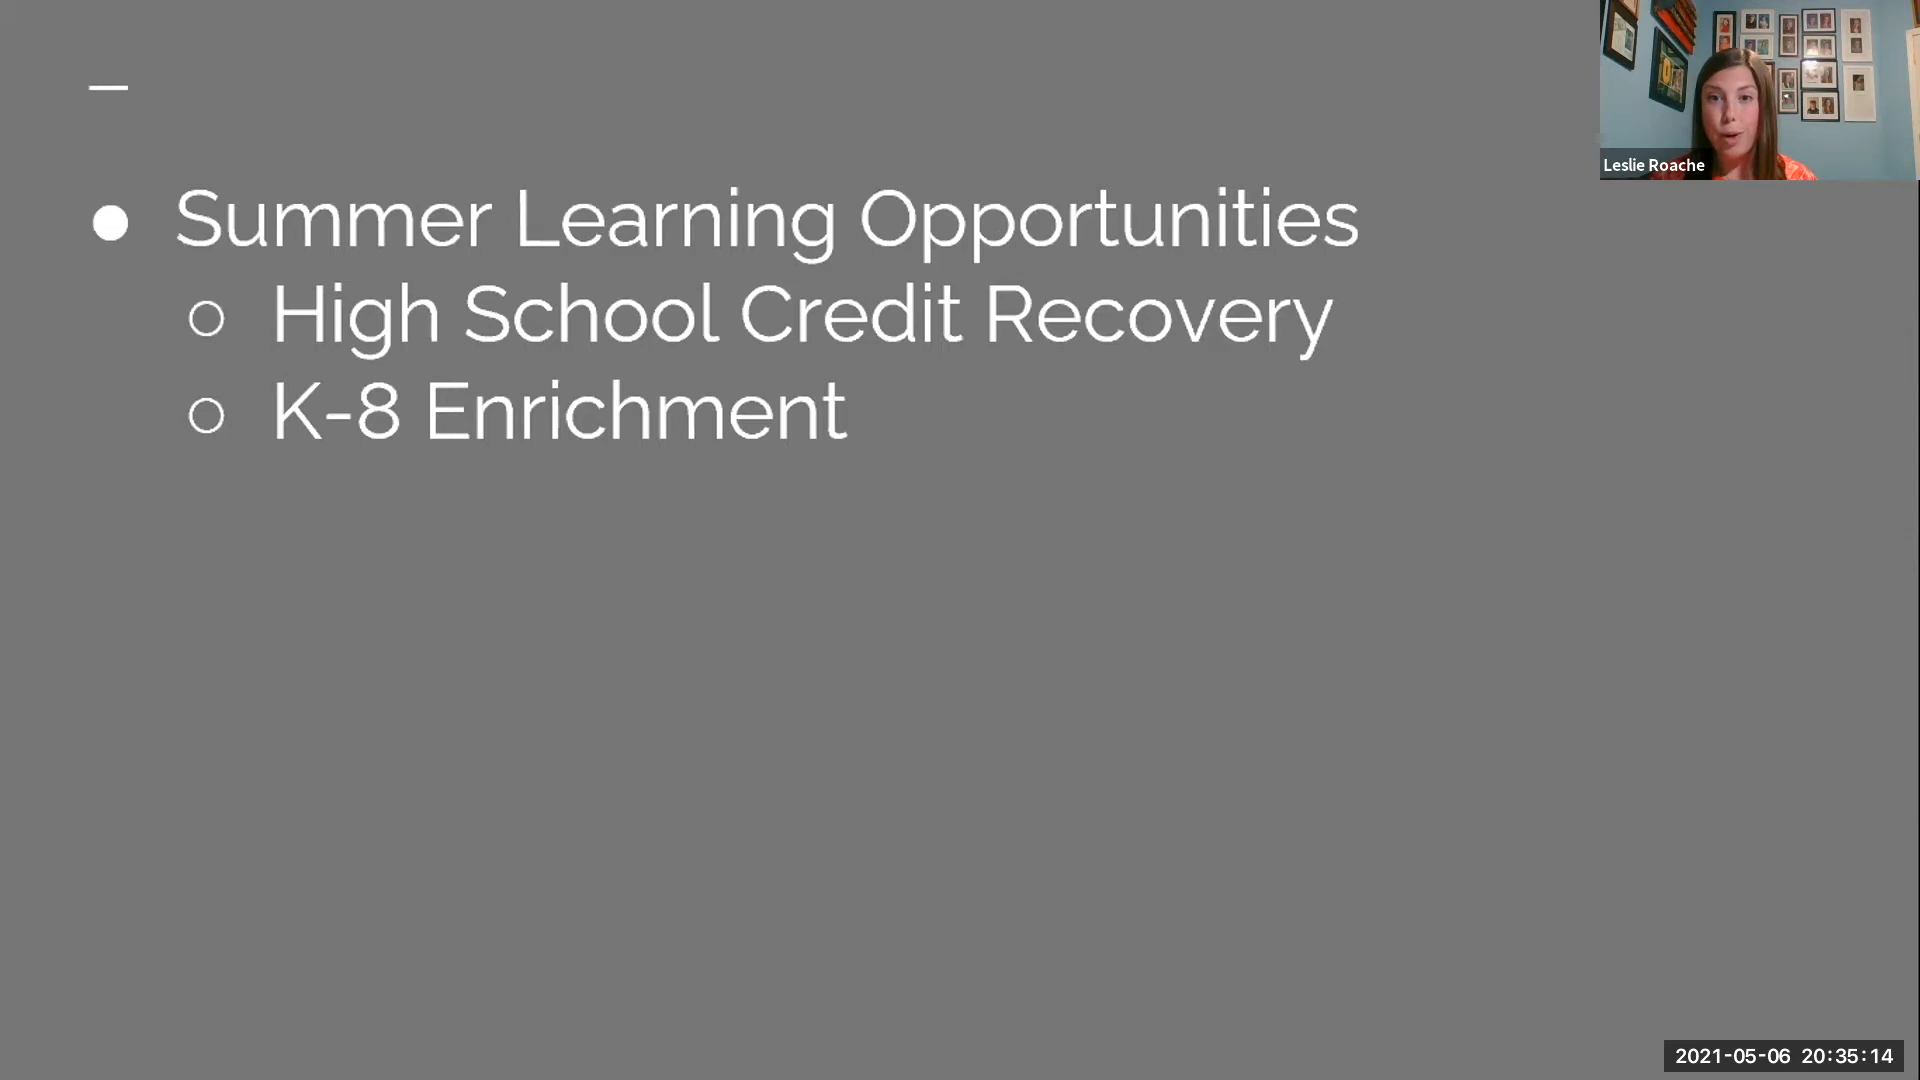 Leslie Roache
● Summer Learning Opportunities
○ High School Credit Recovery
○ K-8 Enrichment
2021-05-06 20:35:14